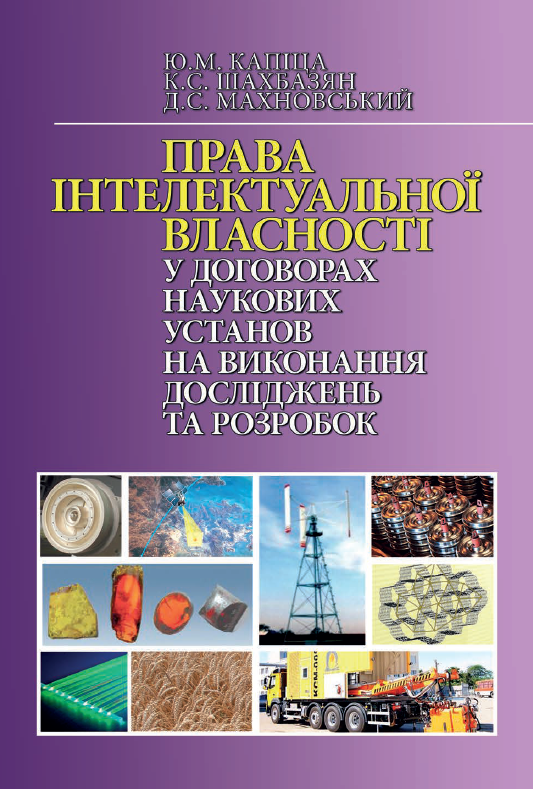 Ю.М. КАПІЦА
К.С. ШАХБАЗЯН
Д.С. МАХНОВСЬКИЙ
ПРАВА
ІНТЕЛЕКТУАЛЬНОЇ
ВЛАСНОСТІ
У ДОГОВОРАХ
НАУКОВИХ
УСТАНОВ
НА ВИКОНАННЯ
ДОСЛІДЖЕНЬ
ТА РОЗРОБОК